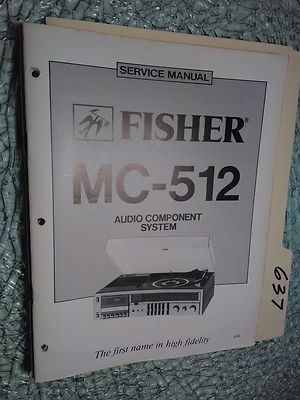 SERVICE MANUAL
FISHER®
MC-512
AUDIO COMPONENT
SYSTEM
The first name in high fidelity
637